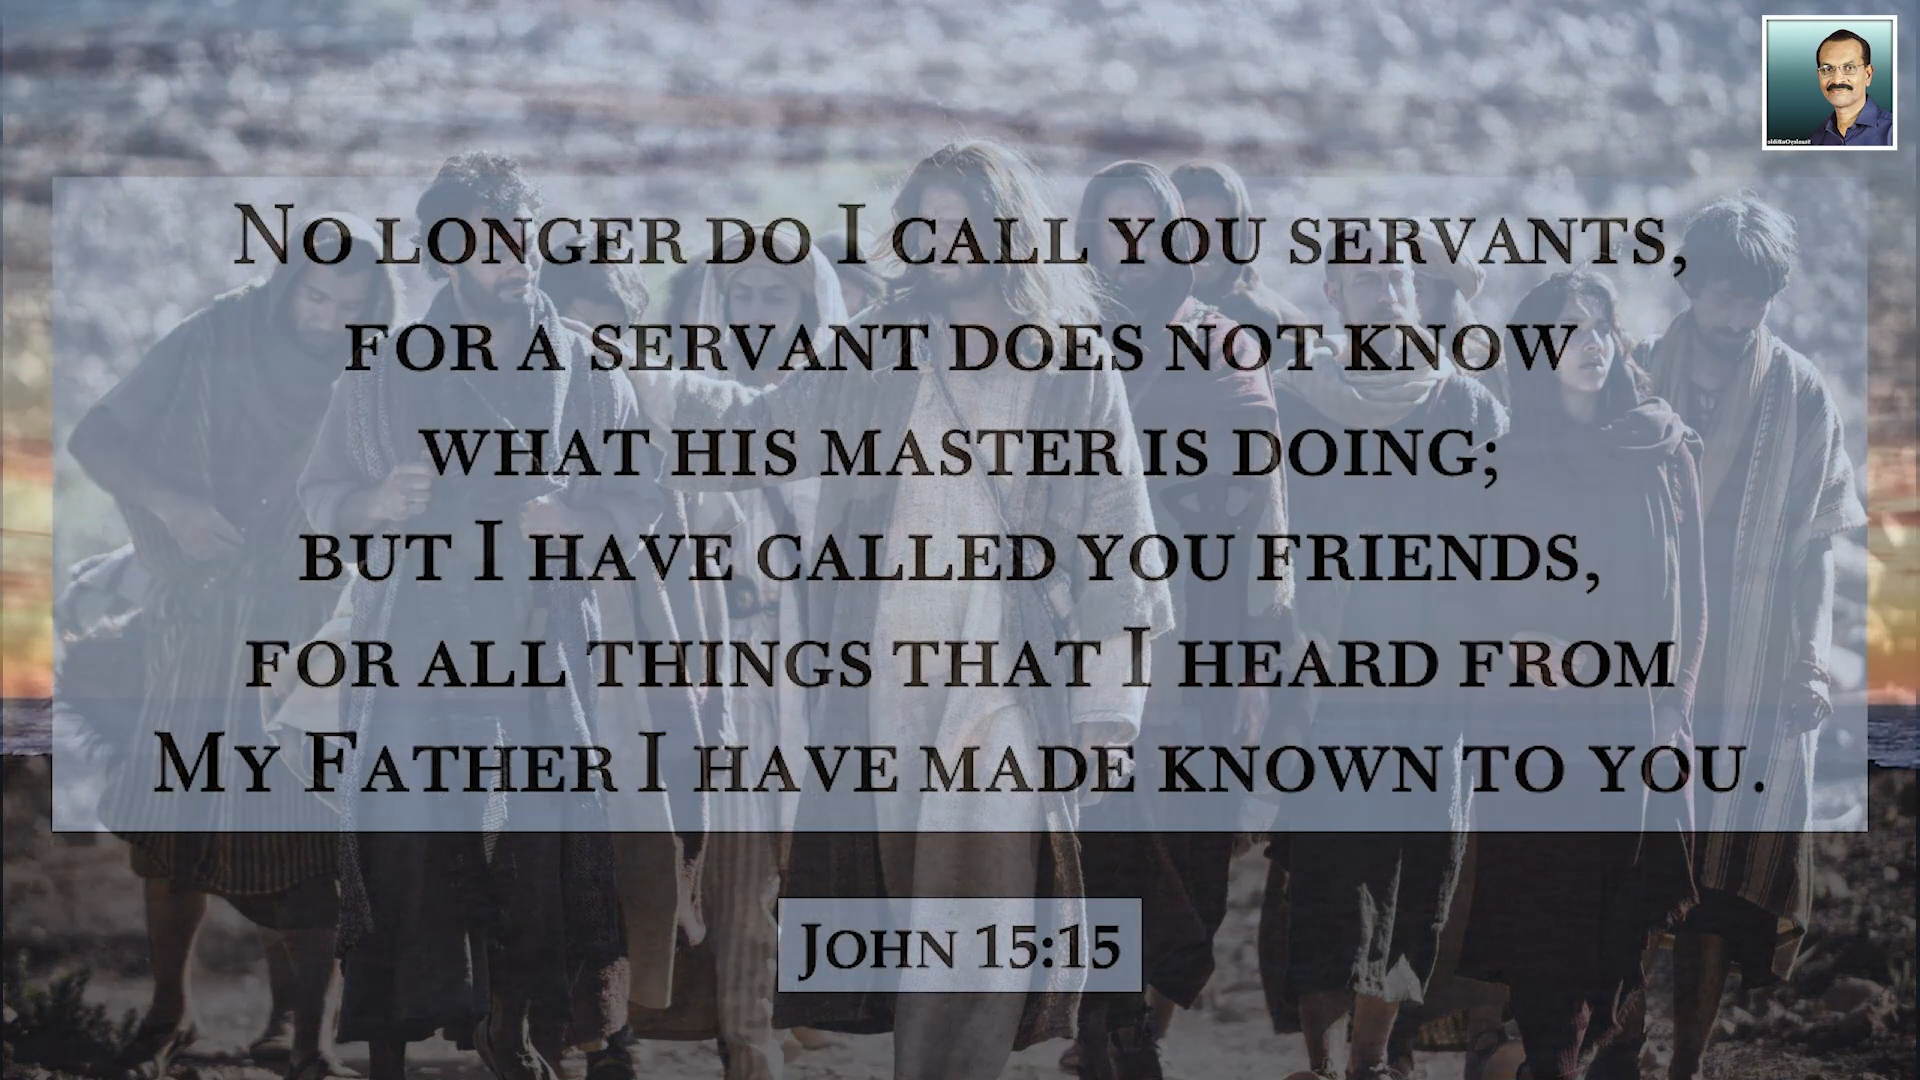 No longer do I call you servants,
for a servant does not know
what his master is doing;
but I have called you friends,
for all things that I heard from
My Father I have made known to you.
John 15:15
StanleyOnBible